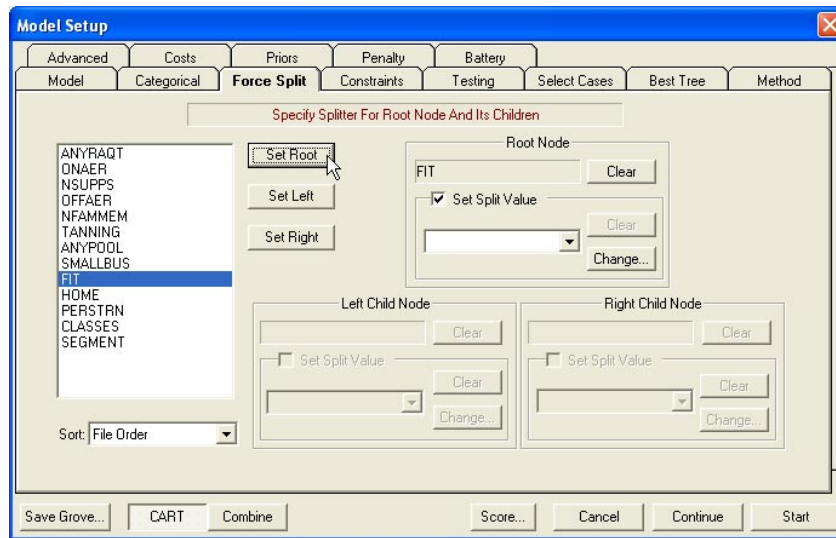 Model Setup
Advanced Costs Priors Penalty Battery
Model Categorical Force Split Constraints Testing Select Cases Best Tree Method
Specify Splitter For Root Node And Its Children
ANYRAQT
ONAER
NSUPPS
OFFAER
NFAMMEM
TANNING
ANYPOOL
SMALLBUS
FIT
HOME
PERSTRN
CLASSES
SEGMENT
Sort: File Order
Set Root
Set Left
Set Right
Root Node
FIT Clear
Set Split Value
Clear
Change...
Left Child Node
Clear
Set Split Value
Clear
Change...
Right Child Node
Clear
Set Split Value
Clear
Change...
Save Grove... CART Combine Score... Cancel Continue Start